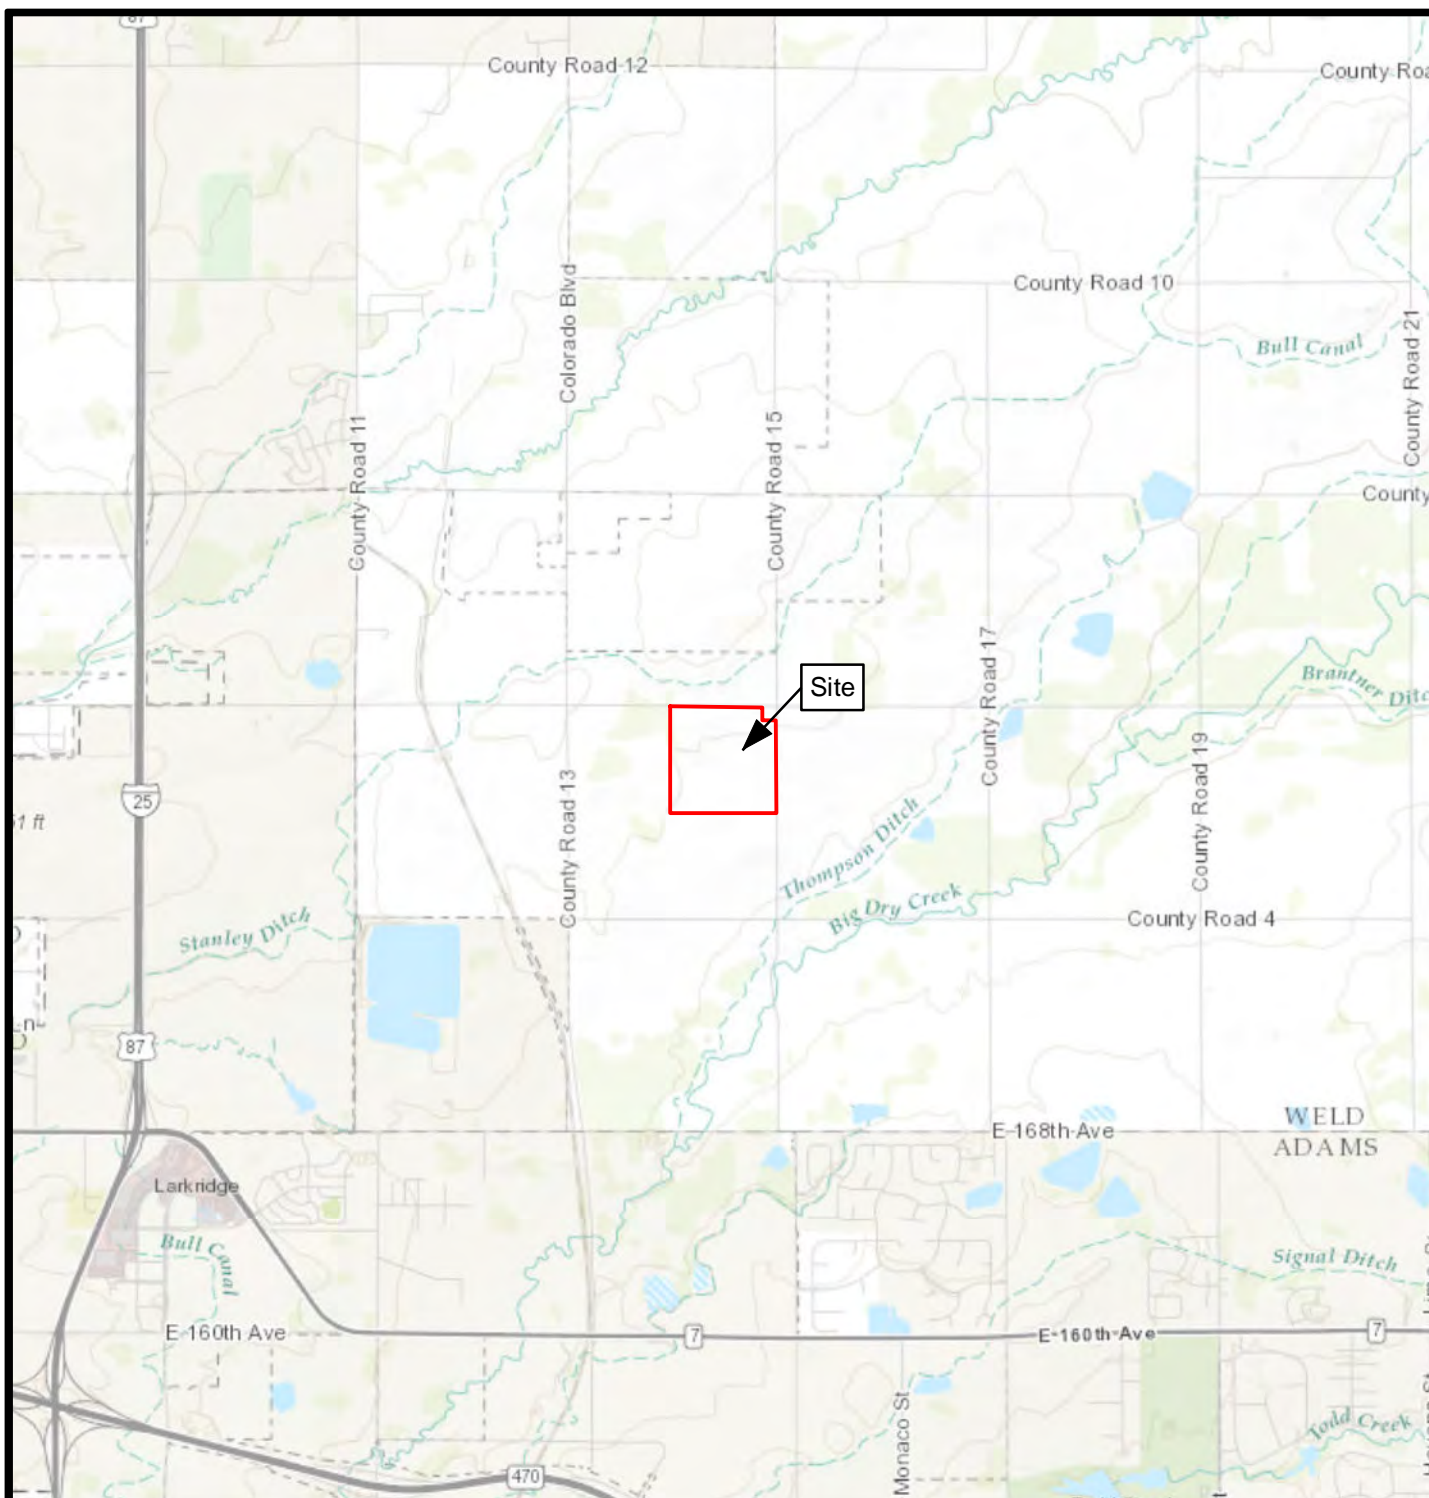 87
County Road 12
County Roa
Colorado Blvd
County Road 10
Bull Canal
County Road 21
County Road 11
County Road 15
County
County Road 17
Site
Brantner Ditc
County Road 19
County Road 13
25
51 ft
Thompson Ditch
Big Dry Creek
Stanley Ditch
County Road 4
87
E 168th Ave
WELD
ADAMS
Larkridge
Bull Canal
Signal Ditch
E 160th Ave
7
E 160th Ave
7
Monaco St
Todd Creek
470